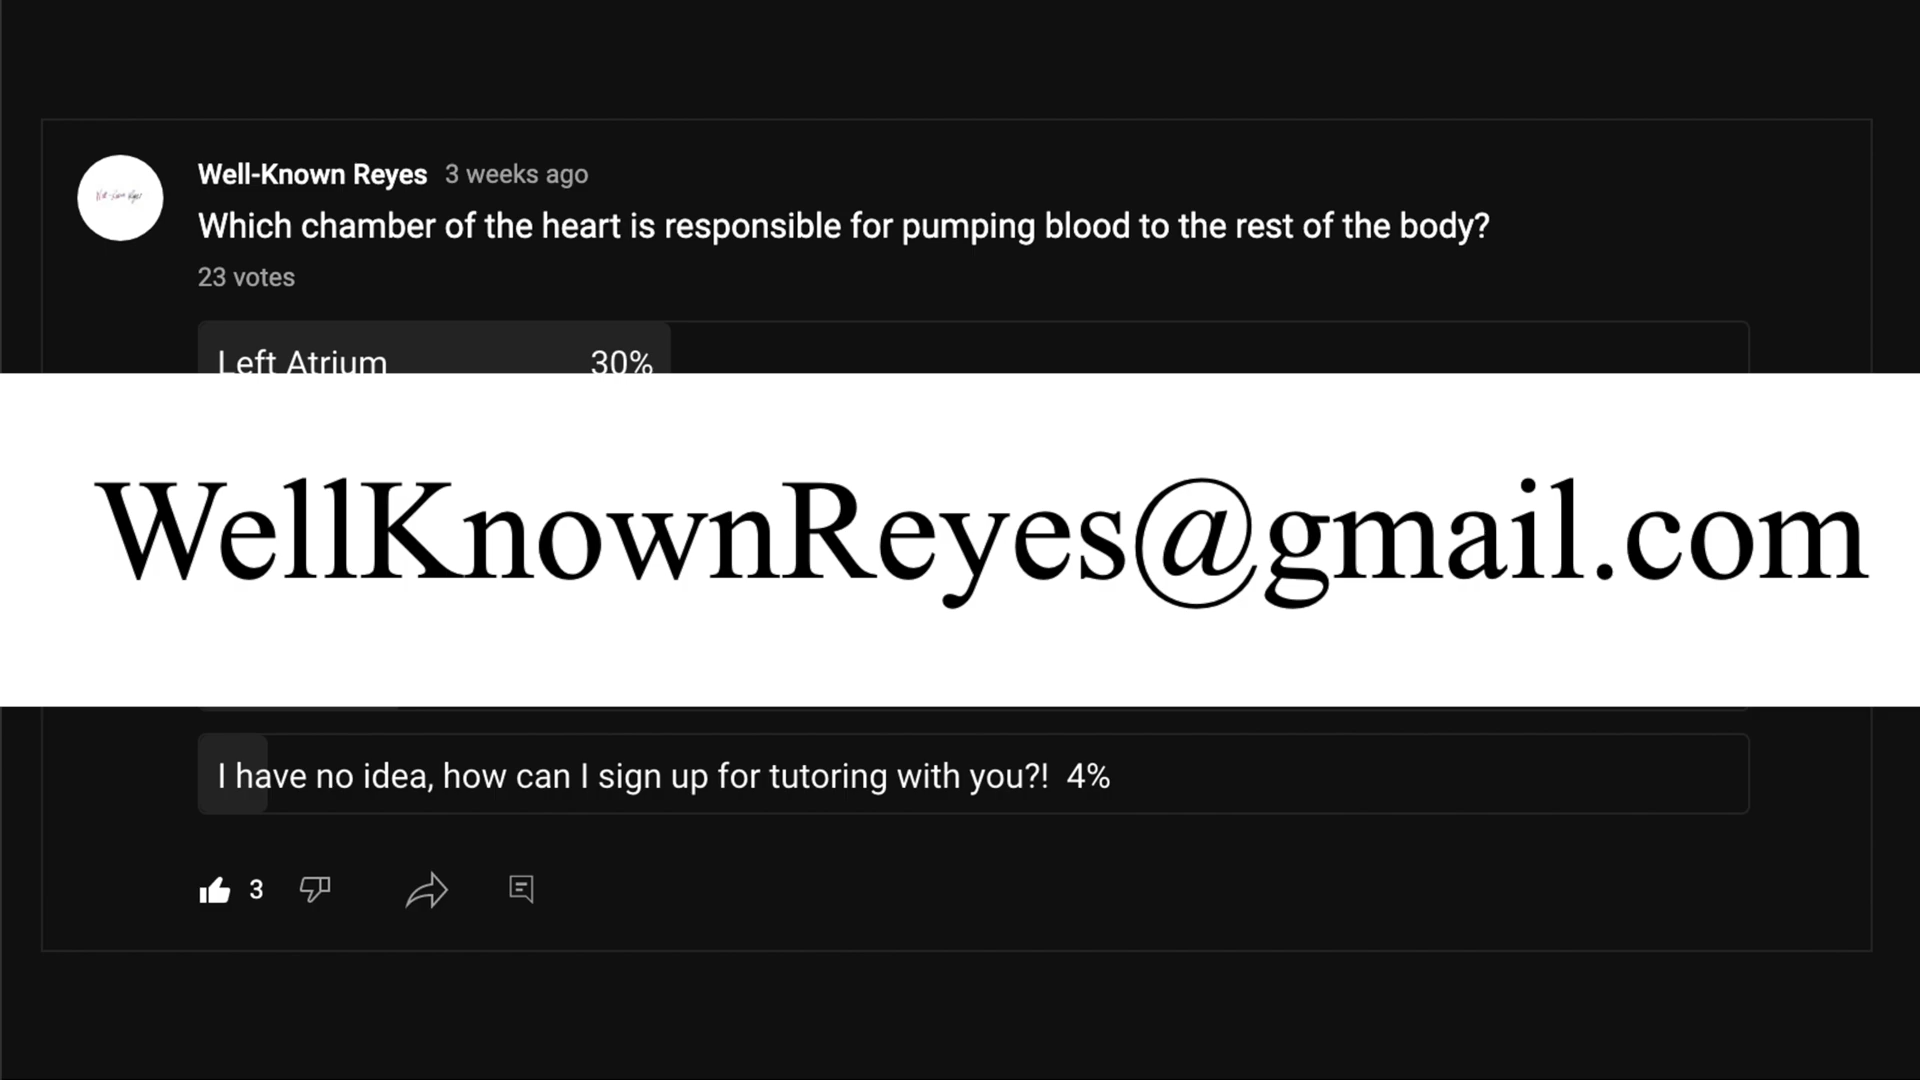 Well-Known Reyes 3 weeks ago
Which chamber of the heart is responsible for pumping blood to the rest of the body?
23 votes
Left Atrium 30%
WellKnownReyes@gmail.com
I have no idea, how can I sign up for tutoring with you?! 4%
3